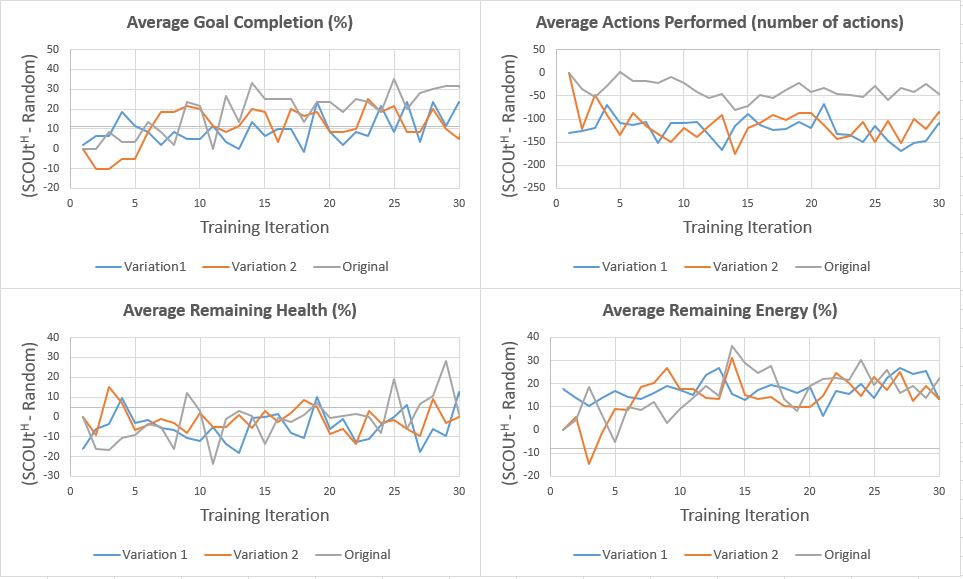 Average Goal Completion (%)
(SCOUtᴴ - Random)
50
40
30
20
10
0
-10
-20
0 5 10 15 20 25 30
Training Iteration
Variation1 Variation 2 Original
Average Actions Performed (number of actions)
(SCOUtᴴ - Random)
50
0
-50
-100
-150
-200
-250
0 5 10 15 20 25 30
Training Iteration
Variation 1 Variation 2 Original
Average Remaining Health (%)
(SCOUtᴴ - Random)
40
30
20
10
0
-10
-20
-30
0 5 10 15 20 25 30
Training Iteration
Variation 1 Variation 2 Original
Average Remaining Energy (%)
(SCOUtᴴ - Random)
40
30
20
10
0
-10
-20
0 5 10 15 20 25 30
Training Iteration
Variation 1 Variation 2 Original